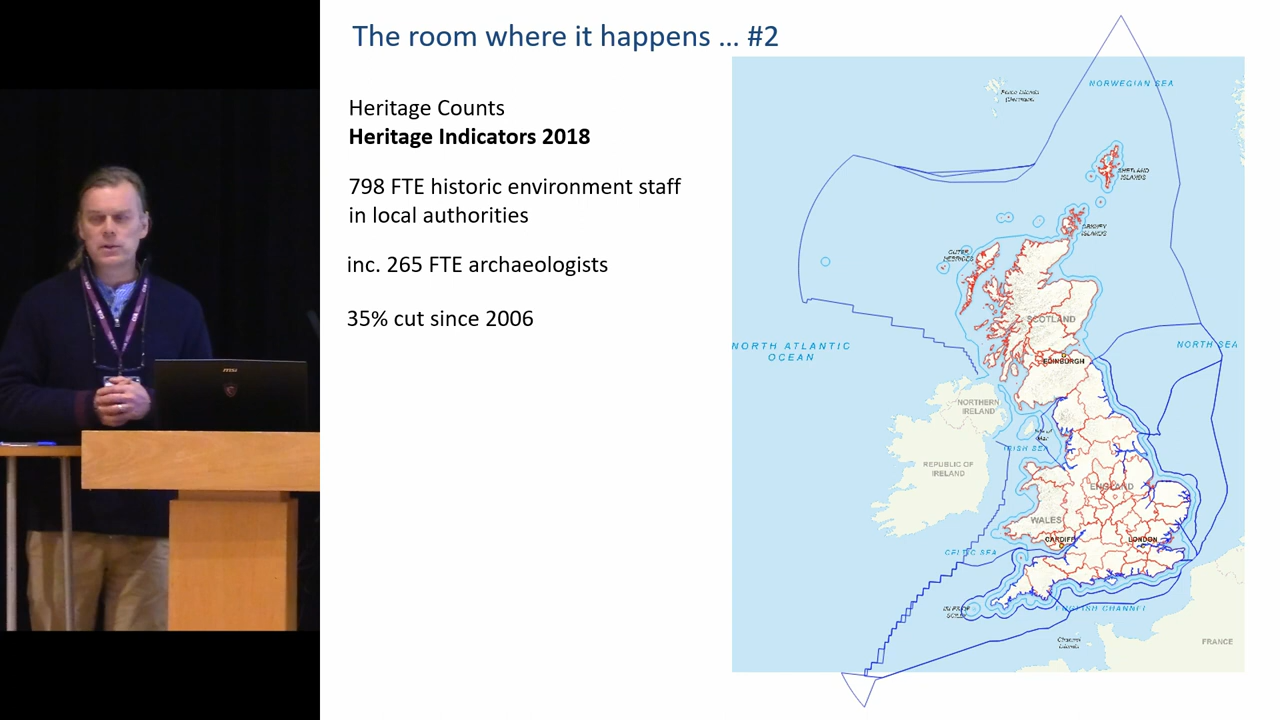 The room where it happens ... #2
Heritage Counts
Heritage Indicators 2018
798 FTE historic environment staff
in local authorities
inc. 265 FTE archaeologists
35% cut since 2006
NORWEGIAN SEA
SHETLAND
ISLANDS
ORKNEY
ISLANDS
OUTER
HEBRIDES
SCOTLAND
NORTH ATLANTIC
OCEAN
NORTH SEA
EDINBURGH
NORTHERN
IRELAND
IRISH SEA
REPUBLIC OF
IRELAND
ENGLAND
WALES
CARDIFF
LONDON
CELTIC SEA
ENGLISH CHANNEL
Channel
Islands
FRANCE
msi